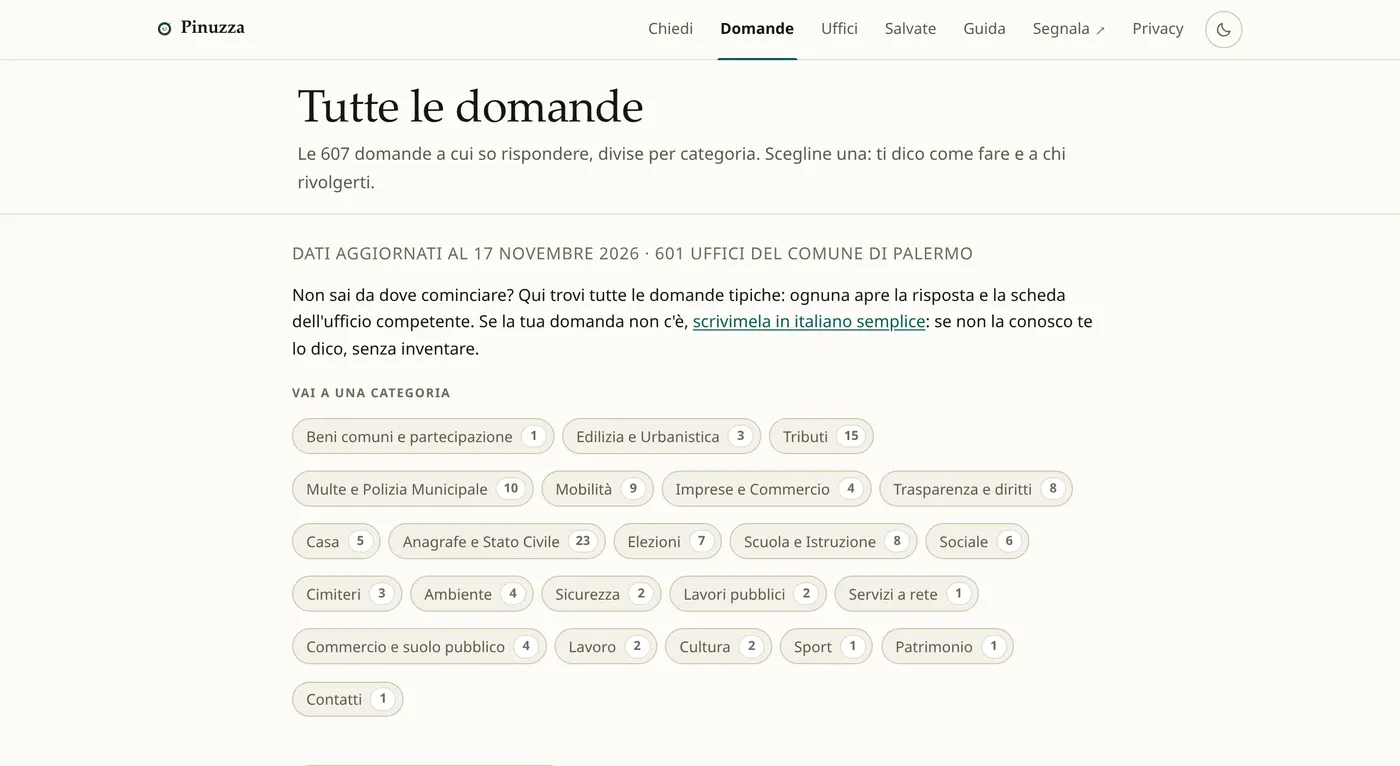 Pinuzza
Chiedi Domande Uffici Salvate Guida Segnala ↗ Privacy
Tutte le domande
Le 607 domande a cui so rispondere, divise per categoria. Scegline una: ti dico come fare e a chi
rivolgerti.
DATI AGGIORNATI AL 17 NOVEMBRE 2026 · 601 UFFICI DEL COMUNE DI PALERMO
Non sai da dove cominciare? Qui trovi tutte le domande tipiche: ognuna apre la risposta e la scheda
dell'ufficio competente. Se la tua domanda non c'è, scrivimela in italiano semplice: se non la conosco te
lo dico, senza inventare.
VAI A UNA CATEGORIA
Beni comuni e partecipazione 1 Edilizia e Urbanistica 3 Tributi 15
Multe e Polizia Municipale 10 Mobilità 9 Imprese e Commercio 4 Trasparenza e diritti 8
Casa 5 Anagrafe e Stato Civile 23 Elezioni 7 Scuola e Istruzione 8 Sociale 6
Cimiteri 3 Ambiente 4 Sicurezza 2 Lavori pubblici 2 Servizi a rete 1
Commercio e suolo pubblico 4 Lavoro 2 Cultura 2 Sport 1 Patrimonio 1
Contatti 1